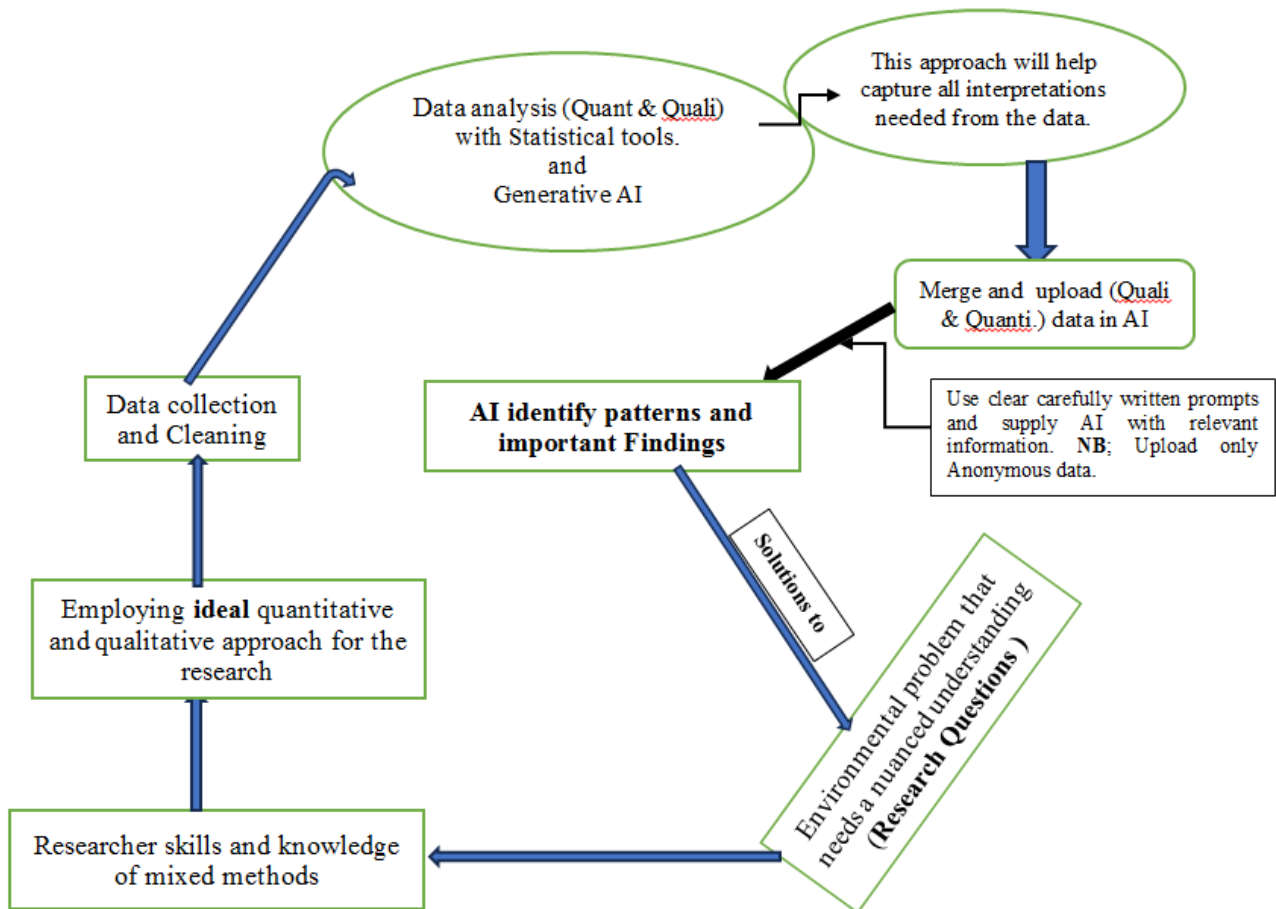 Data analysis (Quant & Quali)
with Statistical tools.
and
Generative AI
This approach will help
capture all interpretations
needed from the data.
Merge and upload (Quali
& Quanti.) data in AI
Use clear carefully written prompts
and supply AI with relevant
information. NB; Upload only
Anonymous data.
AI identify patterns and
important Findings
Solutions to
Environmental problem that
needs a nuanced understanding
(Research Questions )
Data collection
and Cleaning
Employing ideal quantitative
and qualitative approach for the
research
Researcher skills and knowledge
of mixed methods